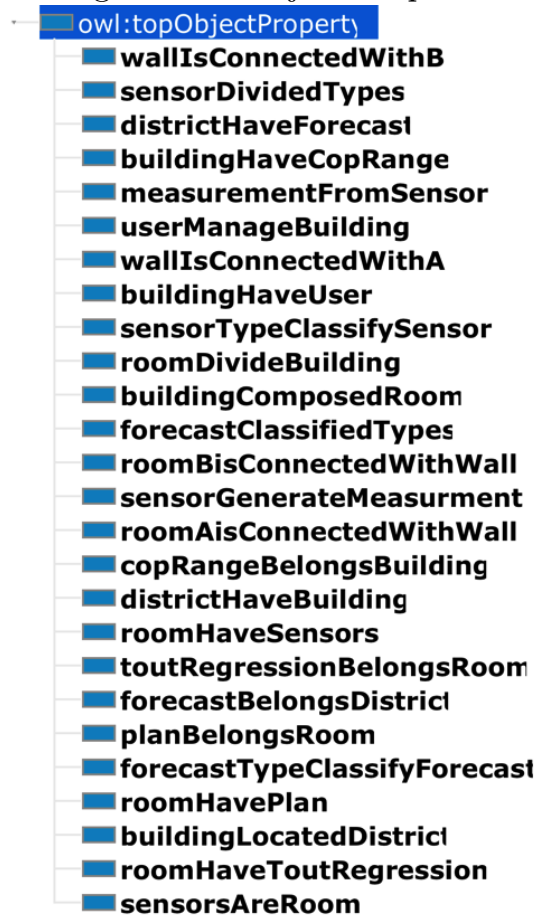 owl:topObjectProperty
wallIsConnectedWithB
sensorDividedTypes
districtHaveForecast
buildingHaveCopRange
measurementFromSensor
userManageBuilding
wallIsConnectedWithA
buildingHaveUser
sensorTypeClassifySensor
roomDivideBuilding
buildingComposedRoom
forecastClassifiedTypes
roomBisConnectedWithWall
sensorGenerateMeasurment
roomAisConnectedWithWall
copRangeBelongsBuilding
districtHaveBuilding
roomHaveSensors
toutRegressionBelongsRoom
forecastBelongsDistrict
planBelongsRoom
forecastTypeClassifyForecast
roomHavePlan
buildingLocatedDistrict
roomHaveToutRegression
sensorsAreRoom